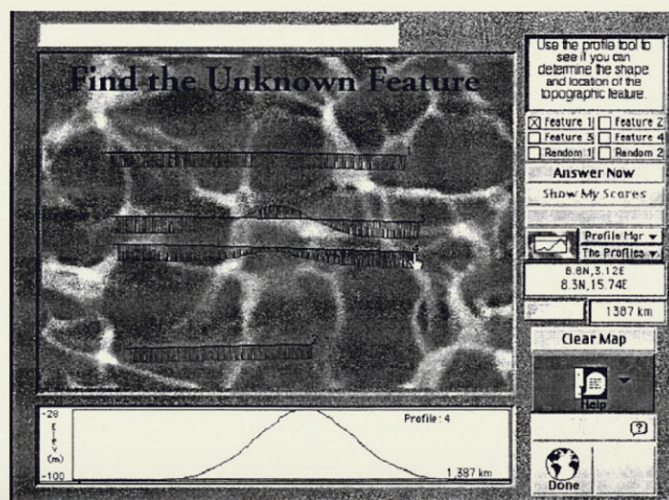 Find the Unknown Feature
Use the profile tool to
see if you can
determine the shape
and location of the
topographic feature.
Feature 1 Feature 2
Feature 3 Feature 4
Random 1 Random 2
Answer Now
Show My Scores
Profile Mgr
The Profiles
8.8N,3.12E
8.3N,15.74E
1387 km
Clear Map
Help
?
Done
-28
Elev
(m)
-100
Profile: 4
1,387 km